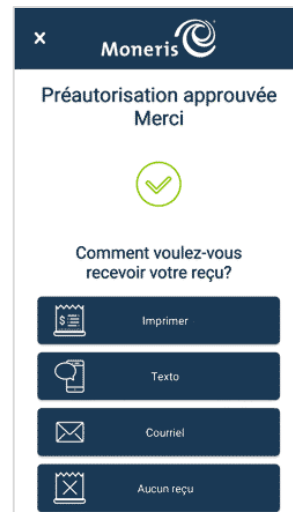 ×
Moneris
Préautorisation approuvée
Merci
Comment voulez-vous
recevoir votre reçu?
$
Imprimer
Texto
Courriel
Aucun reçu